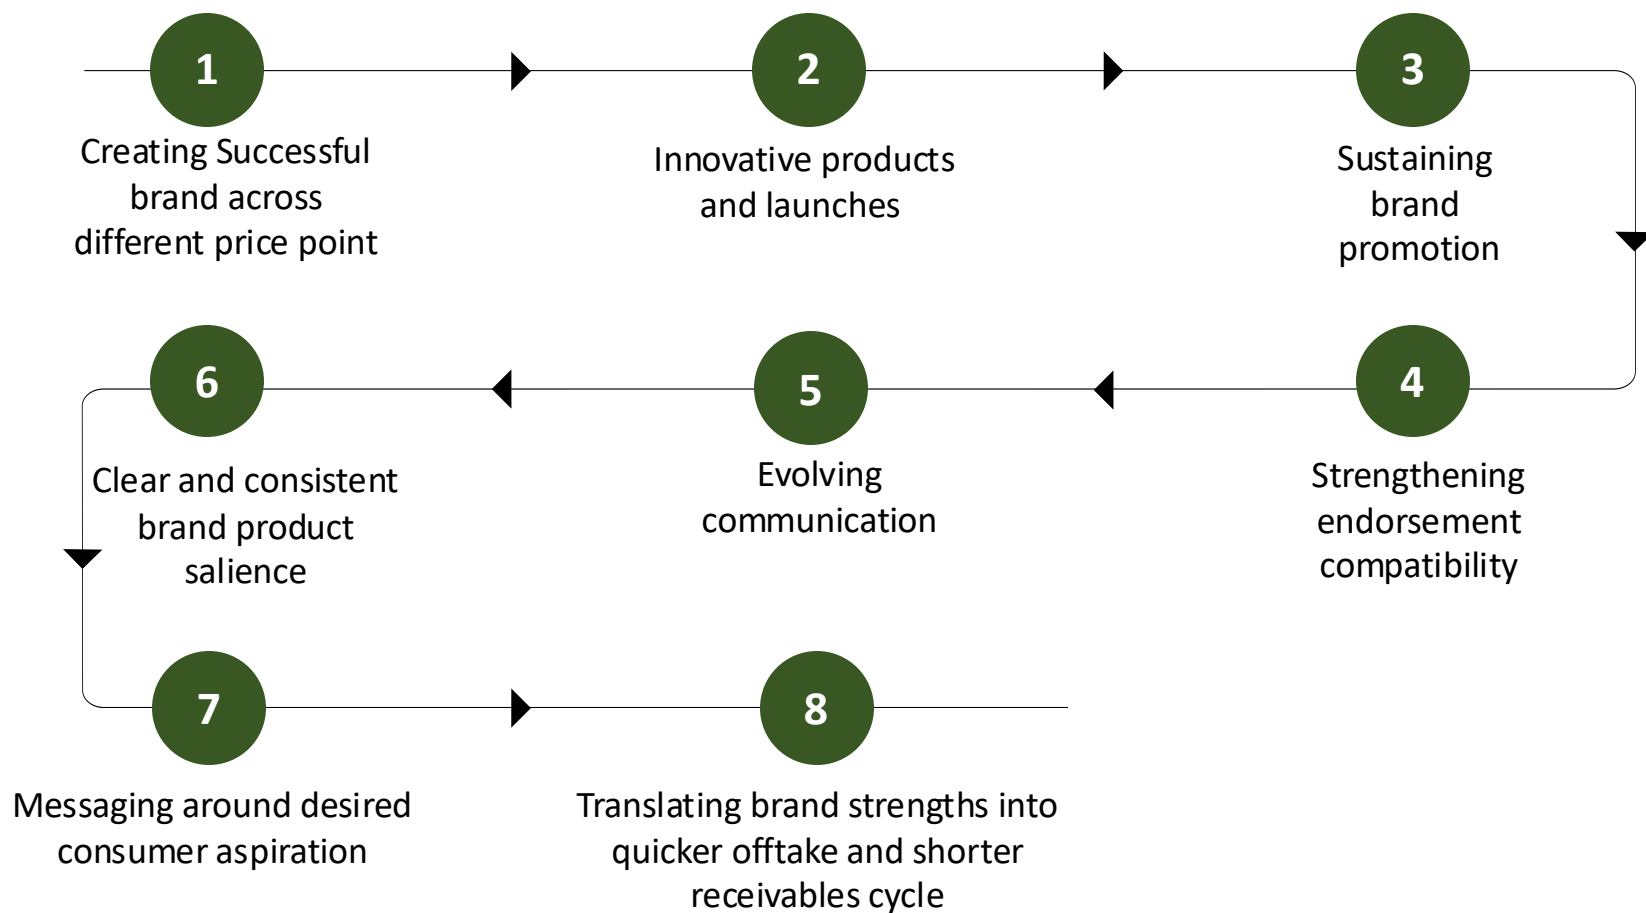 1
Creating Successful
brand across
different price point
2
Innovative products
and launches
3
Sustaining
brand
promotion
4
Strengthening
endorsement
compatibility
5
Evolving
communication
6
Clear and consistent
brand product
salience
7
Messaging around desired
consumer aspiration
8
Translating brand strengths into
quicker offtake and shorter
receivables cycle